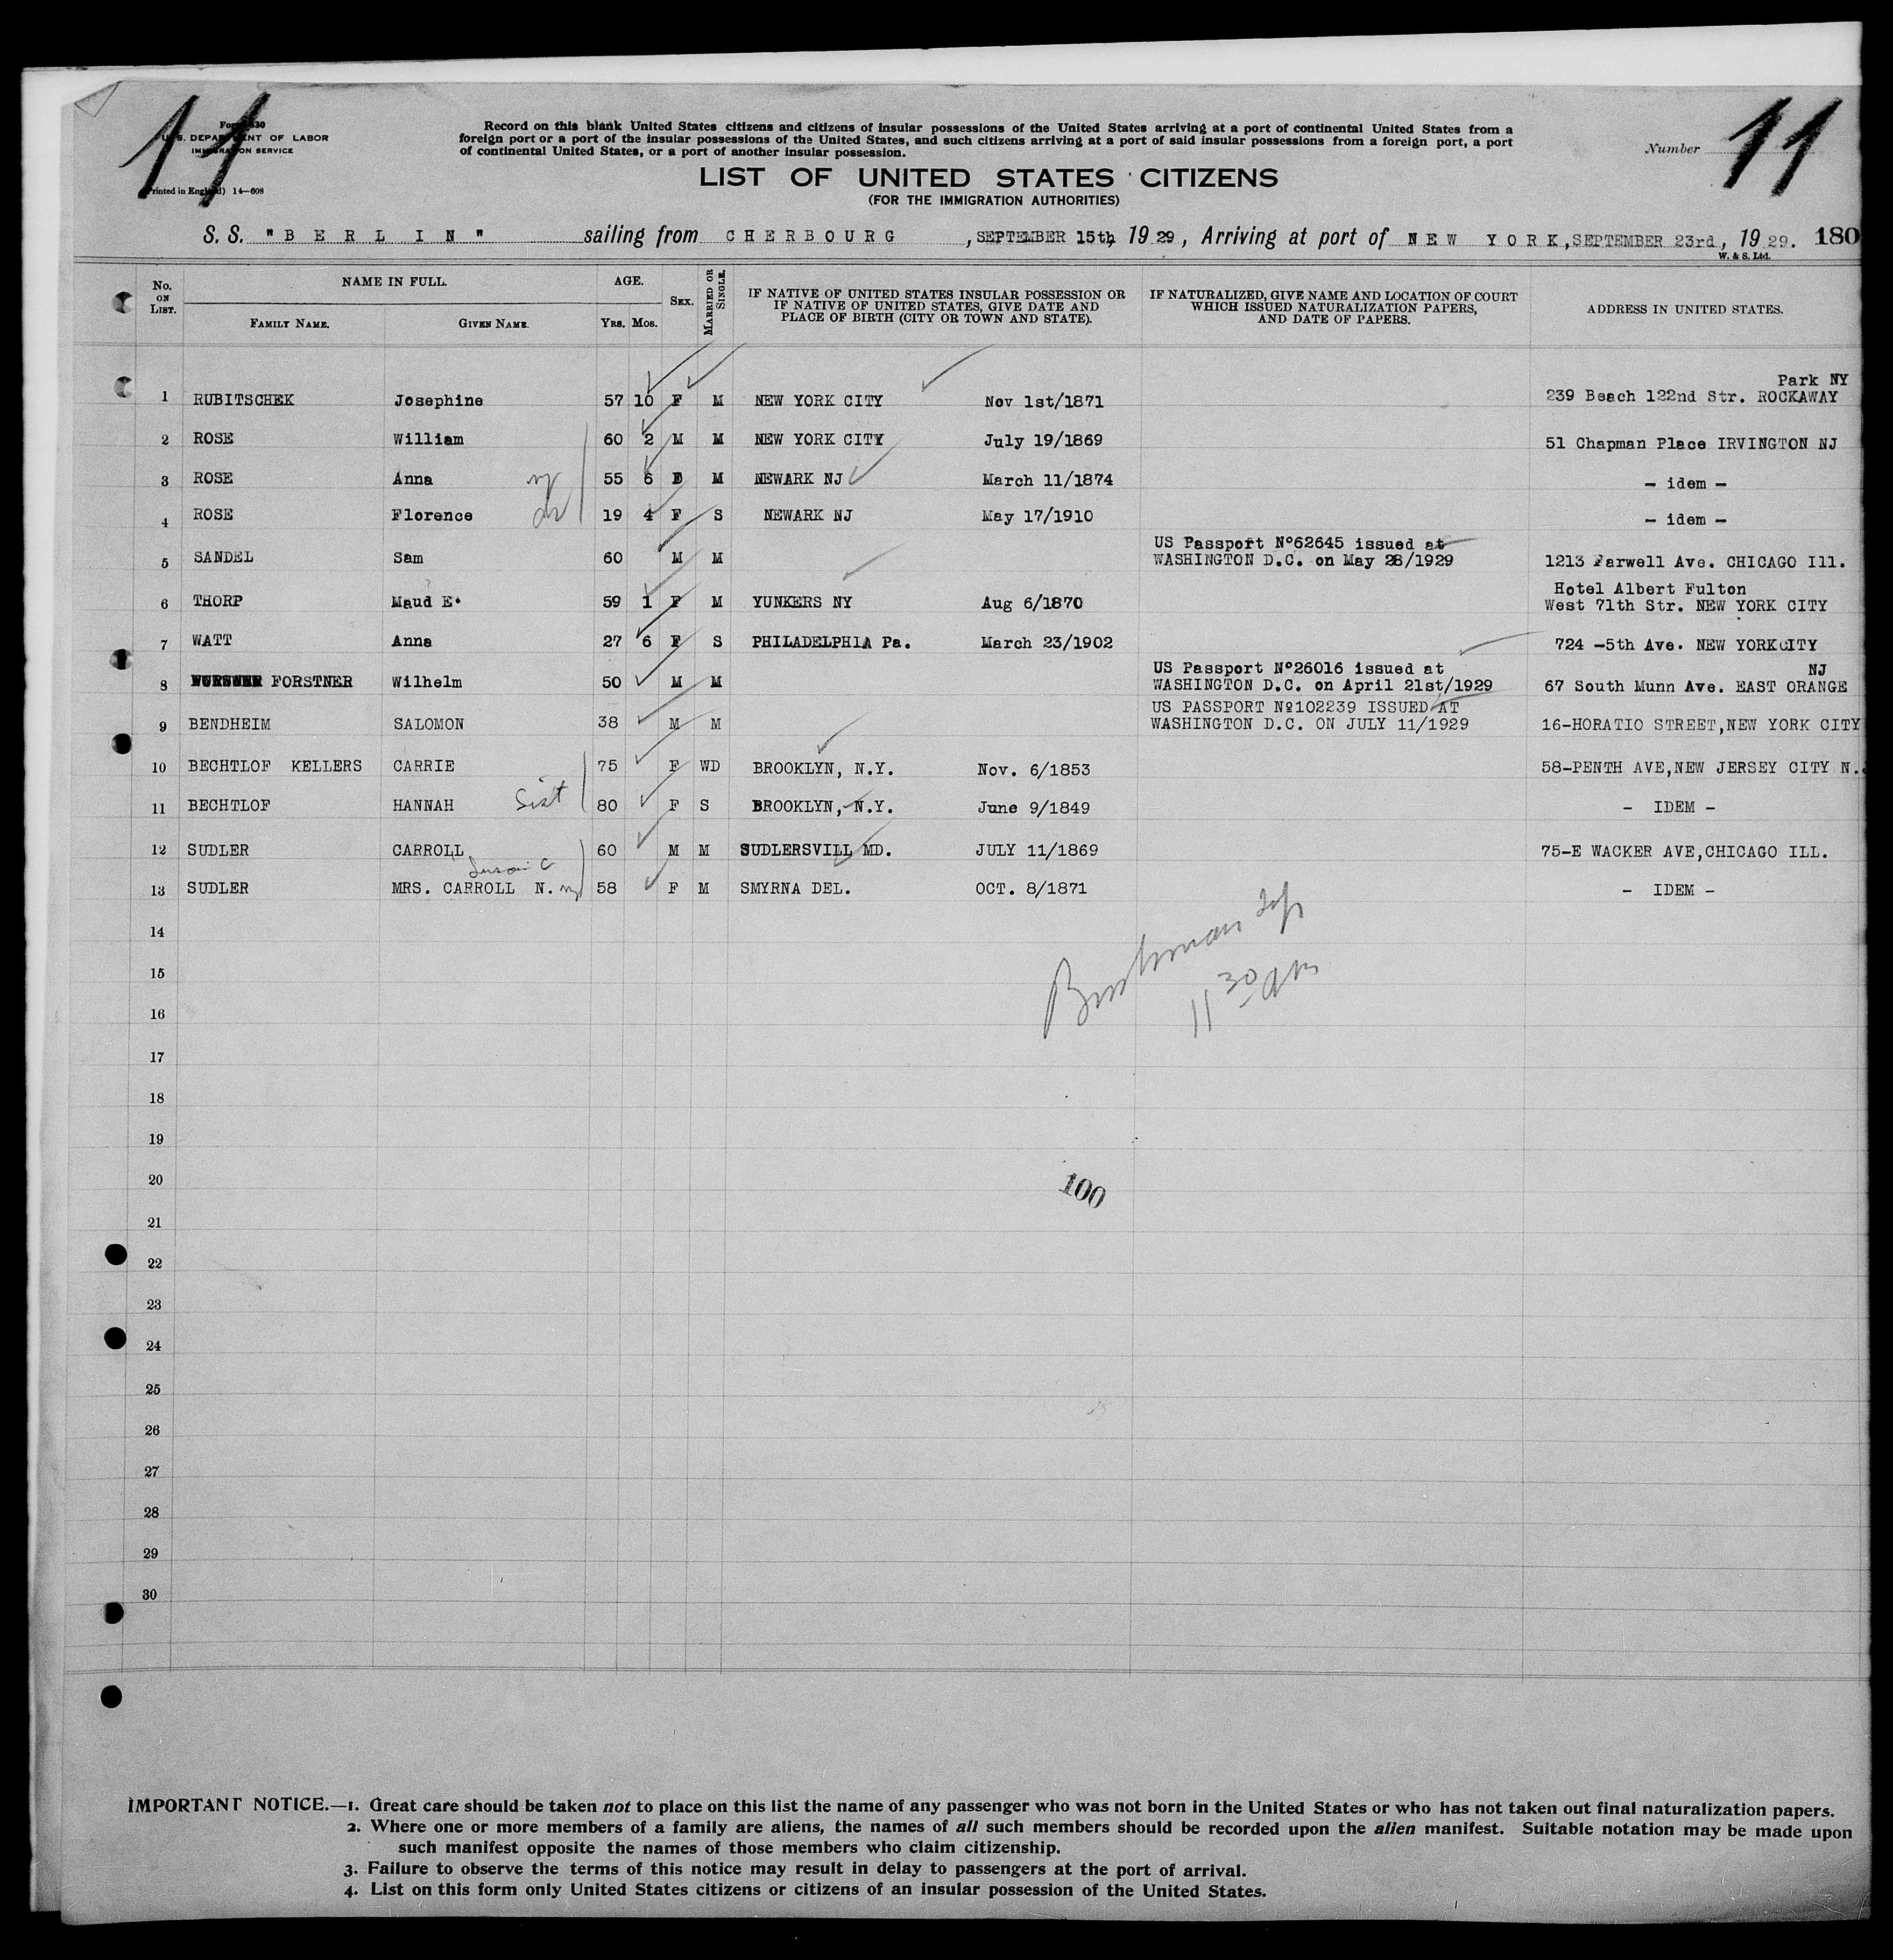 11
Form 630
U. S. DEPARTMENT OF LABOR
IMMIGRATION SERVICE
(Printed in England) 14—608
Record on this blank United States citizens and citizens of insular possessions of the United States arriving at a port of continental United States from a
foreign port or a port of the insular possessions of the United States, and such citizens arriving at a port of said insular possessions from a foreign port, a port
of continental United States, or a port of another insular possession.
Number 11
LIST OF UNITED STATES CITIZENS
(FOR THE IMMIGRATION AUTHORITIES)
S. S. "BERLIN" sailing from CHERBOURG, SEPTEMBER 15th, 1929, Arriving at port of NEW YORK, SEPTEMBER 23rd, 1929. 180
W. & S. Ltd.
No. ON LIST. NAME IN FULL. FAMILY NAME. GIVEN NAME. AGE. YRS. MOS. SEX. MARRIED OR SINGLE. IF NATIVE OF UNITED STATES INSULAR POSSESSION OR IF NATIVE OF UNITED STATES, GIVE DATE AND PLACE OF BIRTH (CITY OR TOWN AND STATE). IF NATURALIZED, GIVE NAME AND LOCATION OF COURT WHICH ISSUED NATURALIZATION PAPERS, AND DATE OF PAPERS. ADDRESS IN UNITED STATES.
Park NY
1 RUBITSCHEK Josephine 57 10 F M NEW YORK CITY Nov 1st/1871 239 Beach 122nd Str. ROCKAWAY
2 ROSE William 60 2 M M NEW YORK CITY July 19/1869 51 Chapman Place IRVINGTON NJ
3 ROSE Anna 55 6 M NEWARK NJ March 11/1874 - idem -
4 ROSE Florence 19 4 F S NEWARK NJ May 17/1910 - idem -
US Passport Nº62645 issued at
5 SANDEL Sam 60 M M WASHINGTON D.C. on May 28/1929 1213 Farwell Ave. CHICAGO Ill.
Hotel Albert Fulton
6 THORP Maud E. 59 1 F M YUNKERS NY Aug 6/1870 West 71th Str. NEW YORK CITY
7 WATT Anna 27 6 F S PHILADELPHIA Pa. March 23/1902 724 -5th Ave. NEW YORK CITY
US Passport Nº26016 issued at NJ
8 FORSTNER Wilhelm 50 M M WASHINGTON D.C. on April 21st/1929 67 South Munn Ave. EAST ORANGE
US PASSPORT Nº102239 ISSUED AT
9 BENDHEIM SALOMON 38 M M WASHINGTON D.C. ON JULY 11/1929 16-HORATIO STREET,NEW YORK CITY
10 BECHTLOF KELLERS CARRIE 75 F WD BROOKLYN, N.Y. Nov. 6/1853 58-PENTH AVE,NEW JERSEY CITY N.J
11 BECHTLOF HANNAH Sist 80 F S BROOKLYN, N.Y. June 9/1849 - IDEM -
12 SUDLER CARROLL 60 M M SUDLERSVILL MD. JULY 11/1869 75-E WACKER AVE,CHICAGO ILL.
Susan C
13 SUDLER MRS. CARROLL N. 58 F M SMYRNA DEL. OCT. 8/1871 - IDEM -
14
15
11 30 am
16
17
18
19
20
100
21
22
23
24
25
26
27
28
29
30
IMPORTANT NOTICE.—1. Great care should be taken not to place on this list the name of any passenger who was not born in the United States or who has not taken out final naturalization papers.
2. Where one or more members of a family are aliens, the names of all such members should be recorded upon the alien manifest. Suitable notation may be made upon
such manifest opposite the names of those members who claim citizenship.
3. Failure to observe the terms of this notice may result in delay to passengers at the port of arrival.
4. List on this form only United States citizens or citizens of an insular possession of the United States.